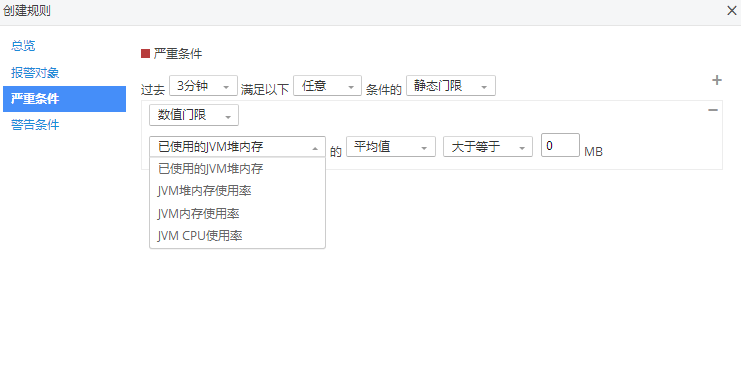 创建规则
总览
报警对象
严重条件
警告条件
严重条件
过去 3分钟 满足以下 任意 条件的 静态门限
数值门限
已使用的JVM堆内存 的 平均值 大于等于 0 MB
已使用的JVM堆内存
JVM堆内存使用率
JVM内存使用率
JVM CPU使用率